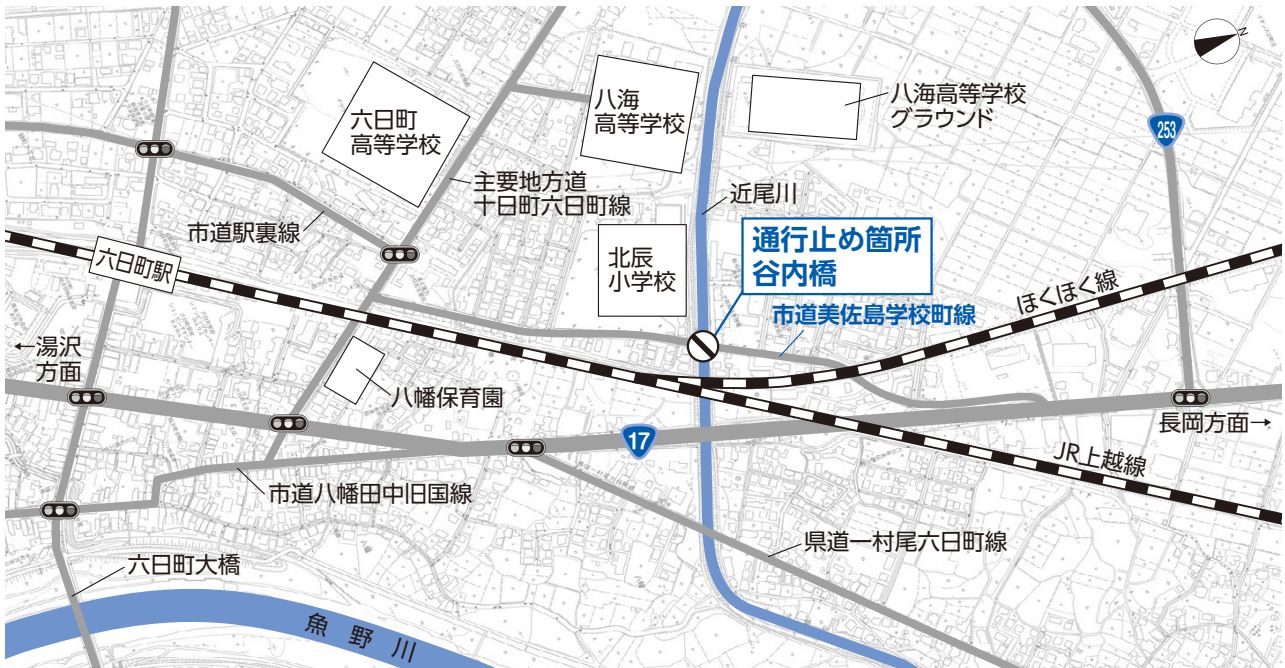 N
八海
高等学校
八海高等学校
グラウンド
253
六日町
高等学校
主要地方道
十日町六日町線
近尾川
市道駅裏線
通行止め箇所
谷内橋
北辰
小学校
六日町駅
ほくほく線
市道美佐島学校町線
←湯沢
方面
八幡保育園
17
長岡方面→
JR上越線
市道八幡田中旧国線
県道一村尾六日町線
六日町大橋
魚野川